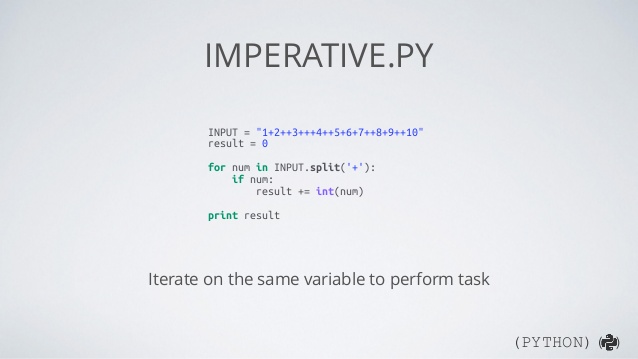 IMPERATIVE.PY
INPUT = "1+2++3+++4++5+6+7++8+9++10"
result = 0
for num in INPUT.split('+'):
if num:
result += int(num)
print result
Iterate on the same variable to perform task
(PYTHON)